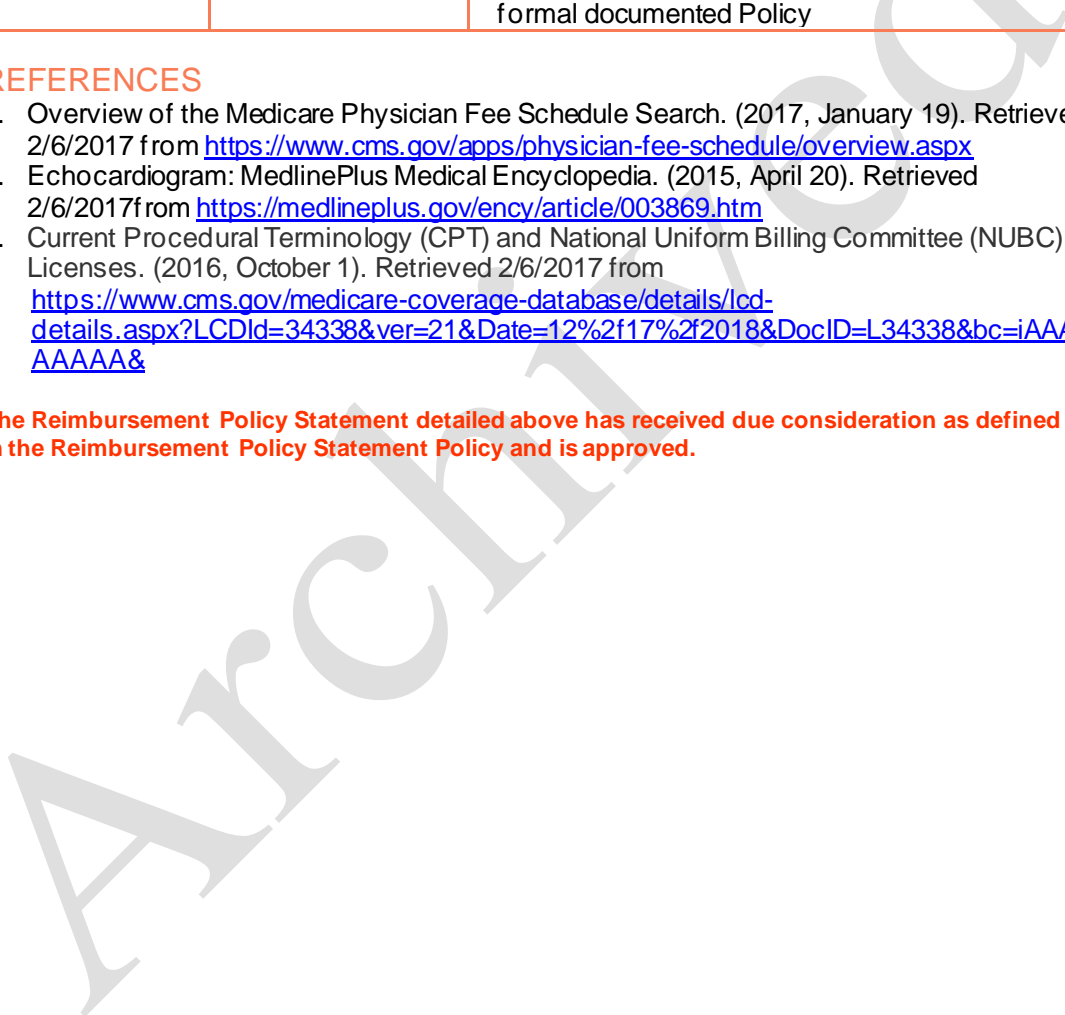 formal documented Policy
REFERENCES
. Overview of the Medicare Physician Fee Schedule Search. (2017, January 19). Retrieve
2/6/2017 from https://www.cms.gov/apps/physician-fee-schedule/overview.aspx
. Echocardiogram: MedlinePlus Medical Encyclopedia. (2015, April 20). Retrieved
2/6/2017from https://medlineplus.gov/ency/article/003869.htm
. Current Procedural Terminology (CPT) and National Uniform Billing Committee (NUBC)
Licenses. (2016, October 1). Retrieved 2/6/2017 from
https://www.cms.gov/medicare-coverage-database/details/lcd-
details.aspx?LCDId=34338&ver=21&Date=12%2f17%2f2018&DocID=L34338&bc=iAAA
AAAAA&
he Reimbursement Policy Statement detailed above has received due consideration as defined
the Reimbursement Policy Statement Policy and is approved.
Archived